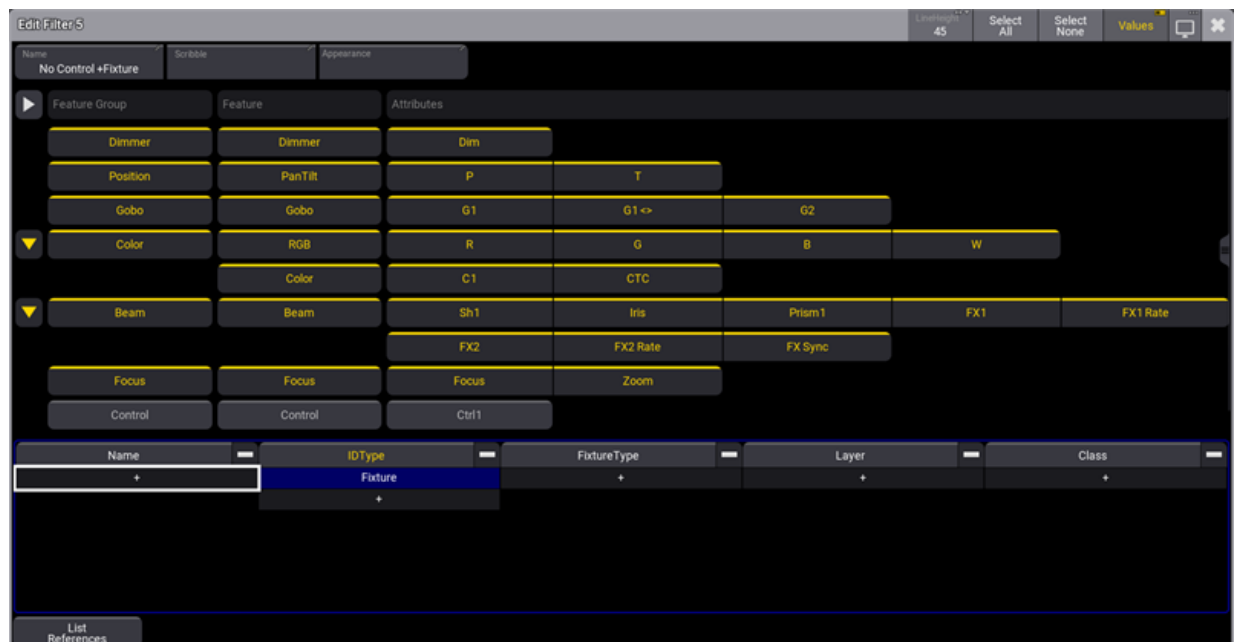 Edit Filter 5
LineHeight
45
Select
All
Select
None
Values
Name
No Control +Fixture
Scribble
Appearance
Feature Group Feature Attributes
Dimmer Dimmer Dim
Position PanTilt P T
Gobo Gobo G1 G1 <> G2
Color RGB R G B W
Color C1 CTC
Beam Beam Sh1 Iris Prism1 FX1 FX1 Rate
FX2 FX2 Rate FX Sync
Focus Focus Focus Zoom
Control Control Ctrl1
Name IDType FixtureType Layer Class
+ Fixture + + +
+
List
References